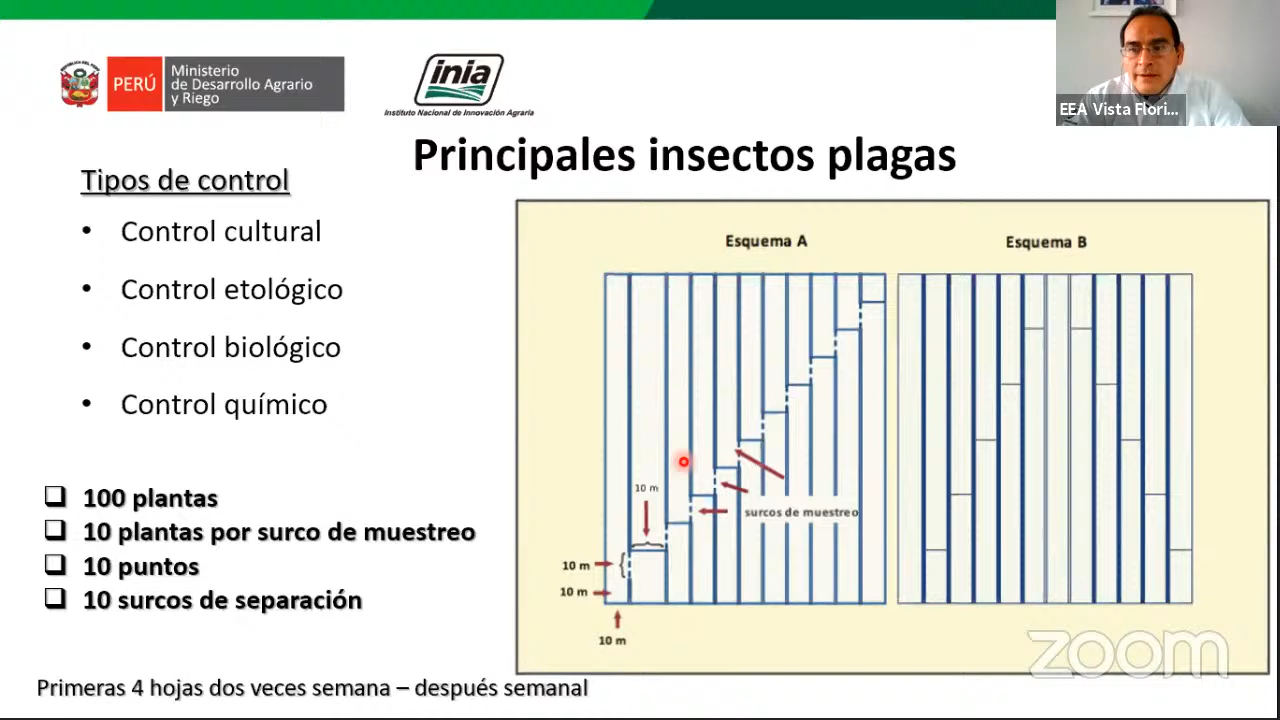 PERÚ
Ministerio
de Desarrollo Agrario
y Riego
inia
Instituto Nacional de Innovación Agraria
EEA Vista Flori...
Principales insectos plagas
Tipos de control
• Control cultural
• Control etológico
• Control biológico
• Control químico
100 plantas
10 plantas por surco de muestreo
10 puntos
10 surcos de separación
Primeras 4 hojas dos veces semana – después semanal
Esquema A
Esquema B
10 m
surcos de muestreo
10 m
10 m
10 m
zoom